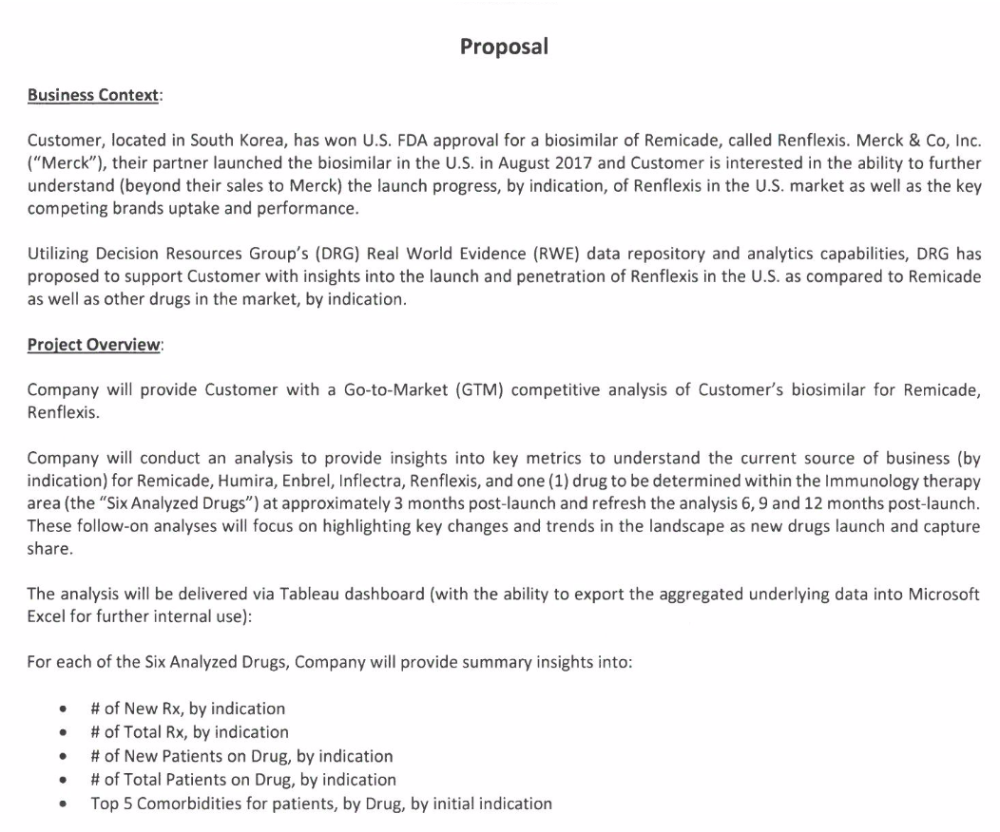 Proposal
Business Context:
Customer, located in South Korea, has won U.S. FDA approval for a biosimilar of Remicade, called Renflexis. Merck & Co, Inc.
("Merck"), their partner launched the biosimilar in the U.S. in August 2017 and Customer is interested in the ability to further
understand (beyond their sales to Merck) the launch progress, by indication, of Renflexis in the U.S. market as well as the key
competing brands uptake and performance.
Utilizing Decision Resources Group's (DRG) Real World Evidence (RWE) data repository and analytics capabilities, DRG has
proposed to support Customer with insights into the launch and penetration of Renflexis in the U.S. as compared to Remicade
as well as other drugs in the market, by indication.
Project Overview:
Company will provide Customer with a Go-to-Market (GTM) competitive analysis of Customer's biosimilar for Remicade,
Renflexis.
Company will conduct an analysis to provide insights into key metrics to understand the current source of business (by
indication) for Remicade, Humira, Enbrel, Inflectra, Renflexis, and one (1) drug to be determined within the Immunology therapy
area (the "Six Analyzed Drugs") at approximately 3 months post-launch and refresh the analysis 6, 9 and 12 months post-launch.
These follow-on analyses will focus on highlighting key changes and trends in the landscape as new drugs launch and capture
share.
The analysis will be delivered via Tableau dashboard (with the ability to export the aggregated underlying data into Microsoft
Excel for further internal use):
For each of the Six Analyzed Drugs, Company will provide summary insights into:
• # of New Rx, by indication
• # of Total Rx, by indication
• # of New Patients on Drug, by indication
• # of Total Patients on Drug, by indication
• Top 5 Comorbidities for patients, by Drug, by initial indication